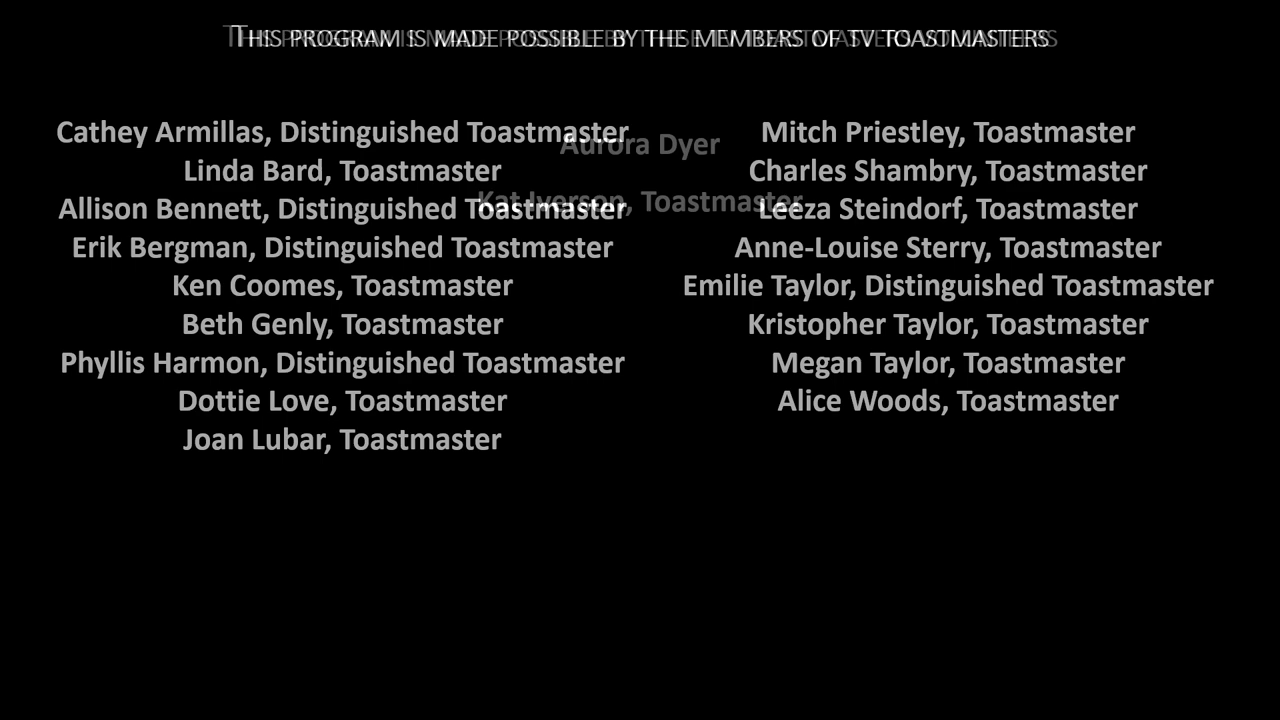 THIS PROGRAM IS MADE POSSIBLE BY THE MEMBERS OF TV TOASTMASTERS
Cathey Armillas, Distinguished Toastmaster
Linda Bard, Toastmaster
Allison Bennett, Distinguished Toastmaster
Erik Bergman, Distinguished Toastmaster
Ken Coomes, Toastmaster
Beth Genly, Toastmaster
Phyllis Harmon, Distinguished Toastmaster
Dottie Love, Toastmaster
Joan Lubar, Toastmaster
Aurora Dyer
Kat Iverson, Toastmaster
Mitch Priestley, Toastmaster
Charles Shambry, Toastmaster
Leeza Steindorf, Toastmaster
Anne-Louise Sterry, Toastmaster
Emilie Taylor, Distinguished Toastmaster
Kristopher Taylor, Toastmaster
Megan Taylor, Toastmaster
Alice Woods, Toastmaster